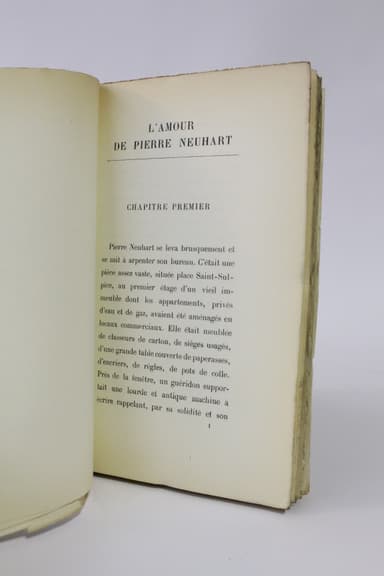 L'AMOUR
DE PIERRE NEUHART
CHAPITRE PREMIER
Pierre Neuhart se leva brusquement et
se mit à arpenter son bureau. C'était une
pièce assez vaste, située place Saint-Sul-
pice, au premier étage d'un vieil im-
meuble dont les appartements, privés
d'eau et de gaz, avaient été aménagés en
locaux commerciaux. Elle était meublée
de classeurs de carton, de sièges usagés,
d'une grande table couverte de paperasses,
d'encriers, de règles, de pots de colle.
Près de la fenêtre, un guéridon suppor-
tait une lourde et antique machine à
écrire rappelant, par sa solidité et son
1